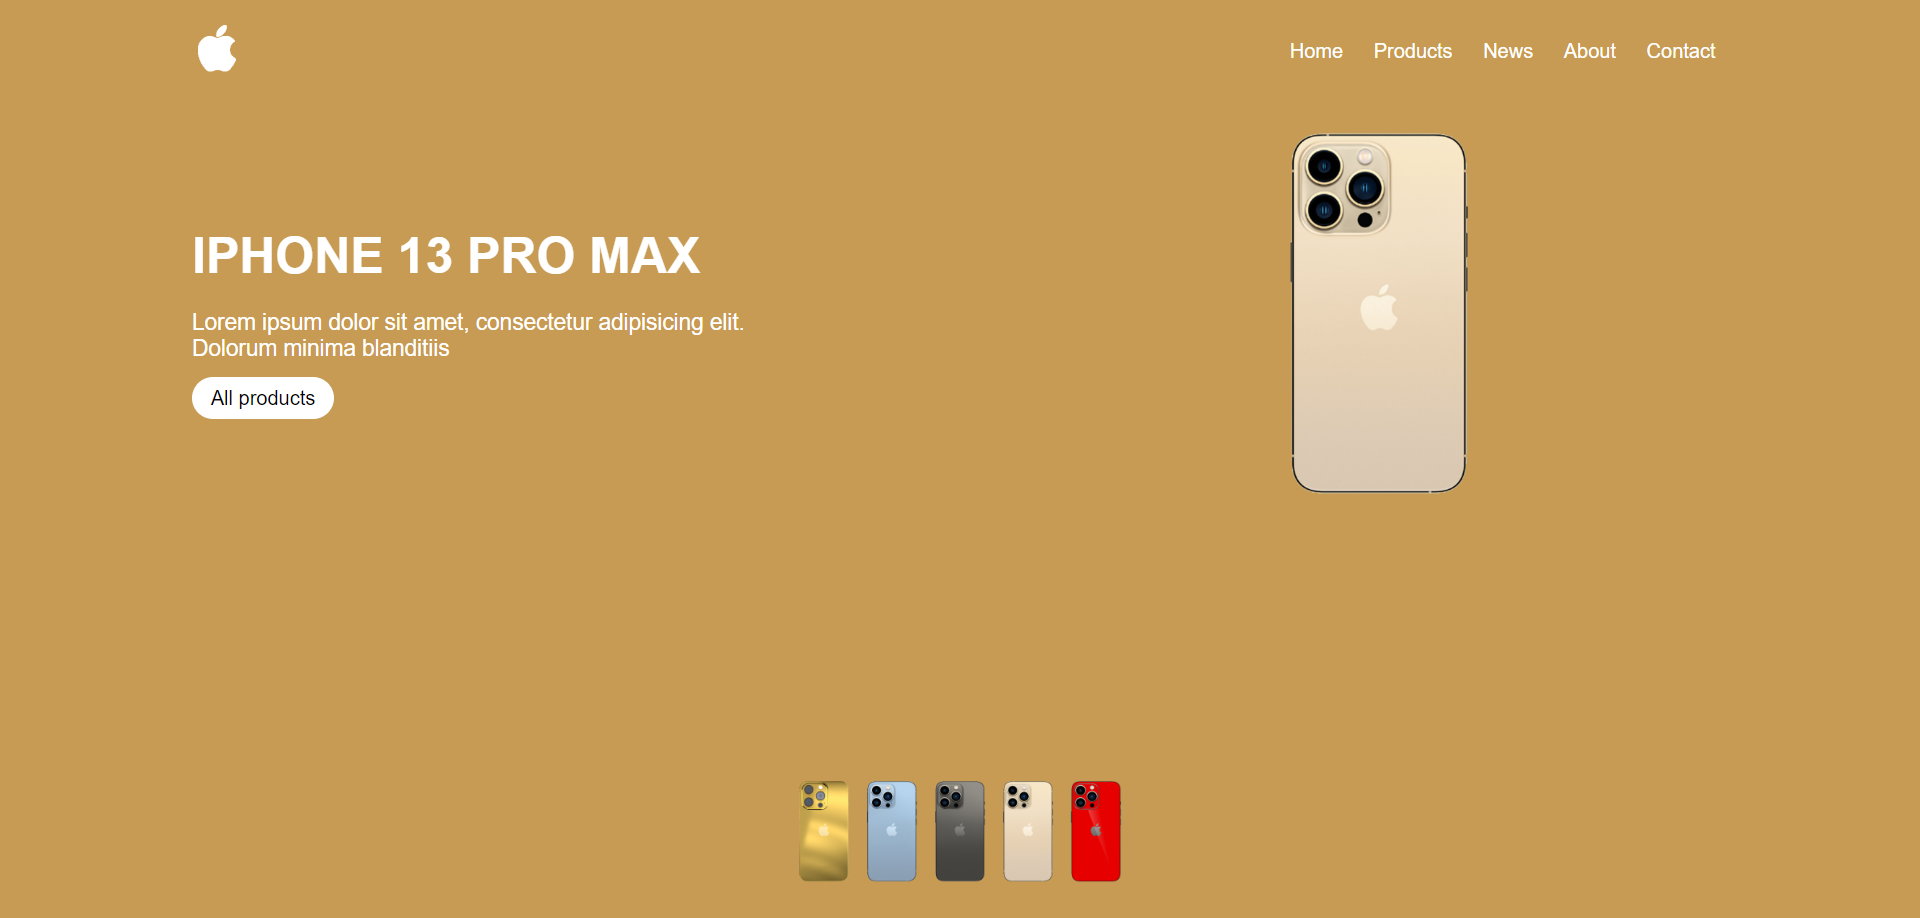 Home Products News About Contact
IPHONE 13 PRO MAX
Lorem ipsum dolor sit amet, consectetur adipisicing elit.
Dolorum minima blanditiis
All products